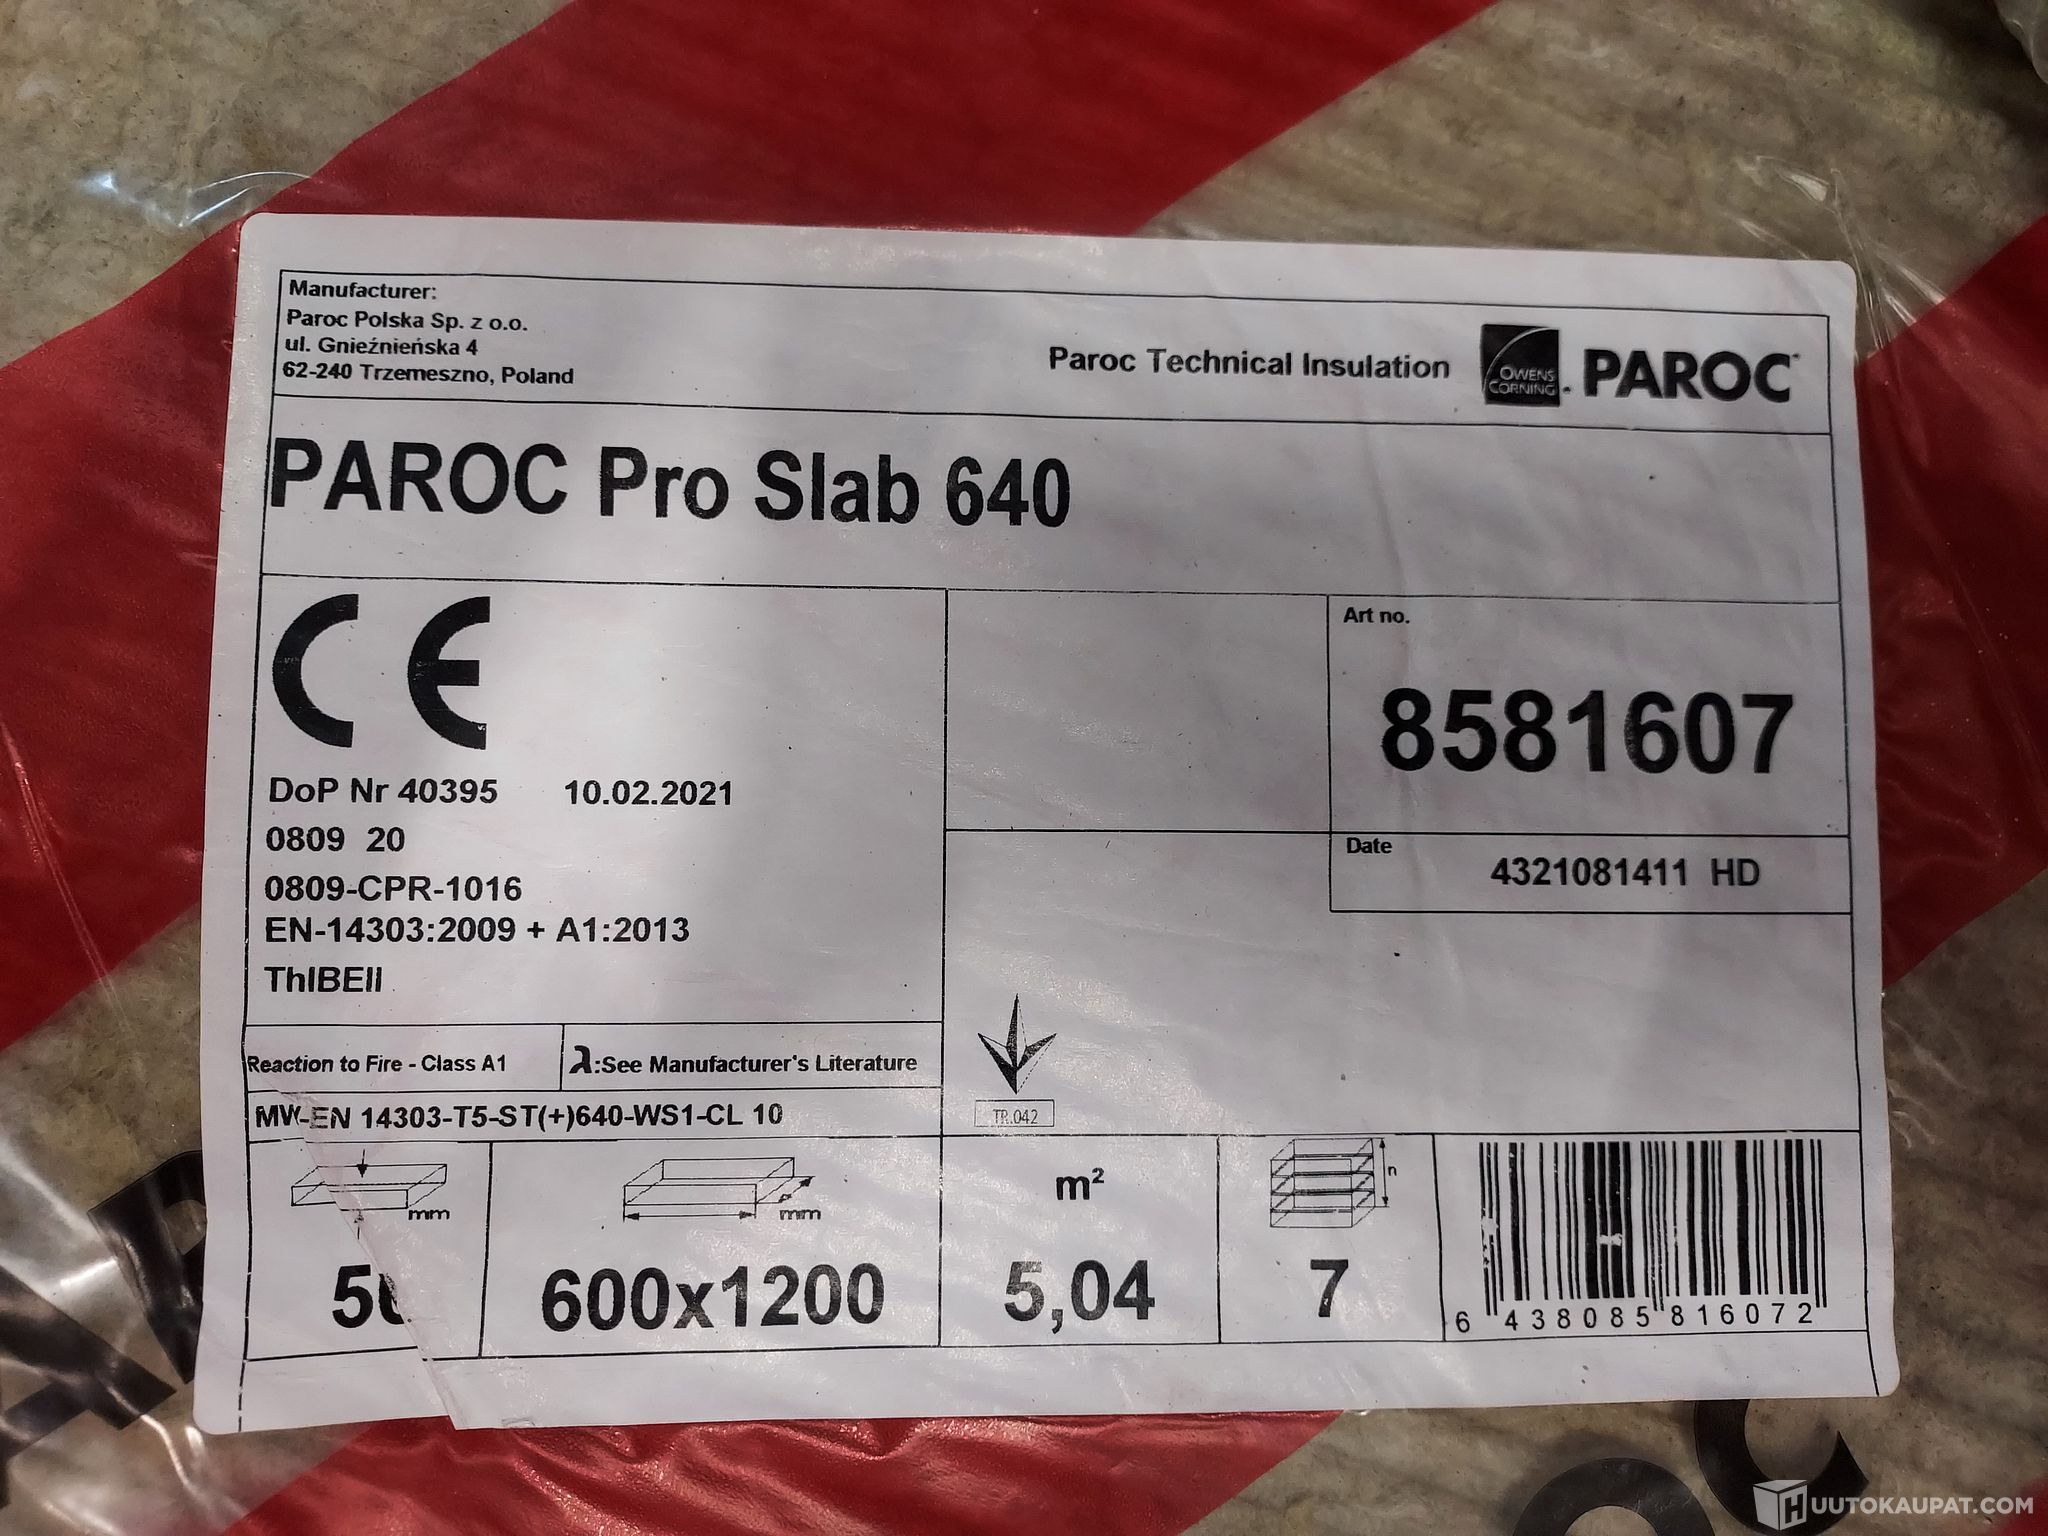 Manufacturer:
Paroc Polska Sp. z o.o.
ul. Gnieźnieńska 4
62-240 Trzemeszno, Poland
Paroc Technical Insulation
OWENS
CORNING
PAROC
PAROC Pro Slab 640
CE
Art no.
8581607
DoP Nr 40395 10.02.2021
0809 20
0809-CPR-1016
EN-14303:2009 + A1:2013
ThIBEII
Date
4321081411 HD
Reaction to Fire - Class A1
λ:See Manufacturer's Literature
MW-EN 14303-T5-ST(+)640-WS1-CL 10
TR.042
mm
mm
m²
n
600x1200
5,04
7
6 438085 816072
HUUTOKAUPAT.COM